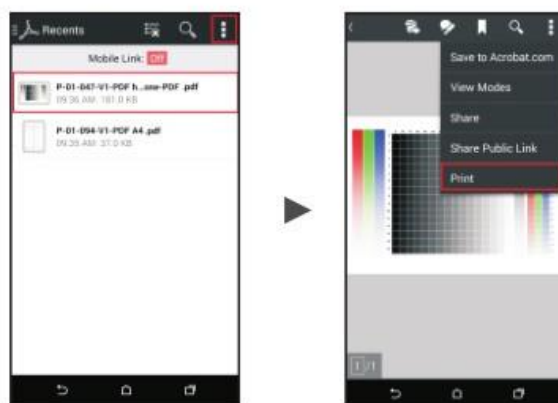 Recents
Mobile Link: Off
P-01-047-V1-PDF h...one-PDF .pdf
09:36 AM 181.0 KB
P-01-094-V1-PDF A4 .pdf
09:35 AM 37.0 KB
Save to Acrobat.com
View Modes
Share
Share Public Link
Print
1/1